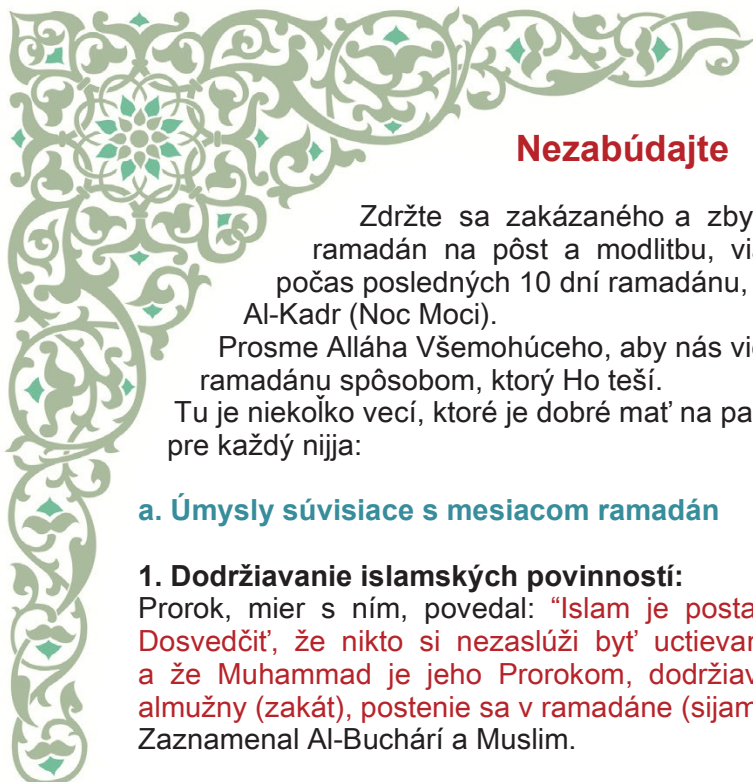 Nezabúdajte
Zdržte sa zakázaného a zby
ramadán na pôst a modlitbu, via
počas posledných 10 dní ramadánu,
Al-Kadr (Noc Moci).
Prosme Alláha Všemohúceho, aby nás vie
ramadánu spôsobom, ktorý Ho teší.
Tu je niekoľko vecí, ktoré je dobré mať na pa
pre každý nijja:
a. Úmysly súvisiace s mesiacom ramadán
1. Dodržiavanie islamských povinností:
Prorok, mier s ním, povedal: “Islam je posta
Dosvedčiť, že nikto si nezaslúži byť uctievan
a že Muhammad je jeho Prorokom, dodržiav
almužny (zakát), postenie sa v ramadáne (sijam
Zaznamenal Al-Buchárí a Muslim.